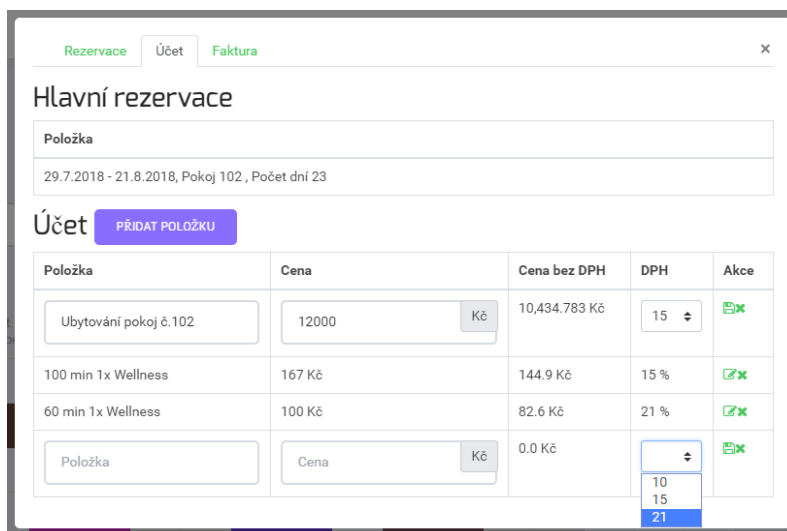 Rezervace Účet Faktura ×
Hlavní rezervace
Položka
29.7.2018 - 21.8.2018, Pokoj 102 , Počet dní 23
Účet PŘIDAT POLOŽKU
Položka Cena Cena bez DPH DPH Akce
Ubytování pokoj č.102 12000 Kč 10,434.783 Kč 15
100 min 1x Wellness 167 Kč 144.9 Kč 15 %
60 min 1x Wellness 100 Kč 82.6 Kč 21 %
Položka Cena Kč 0.0 Kč
10
15
21